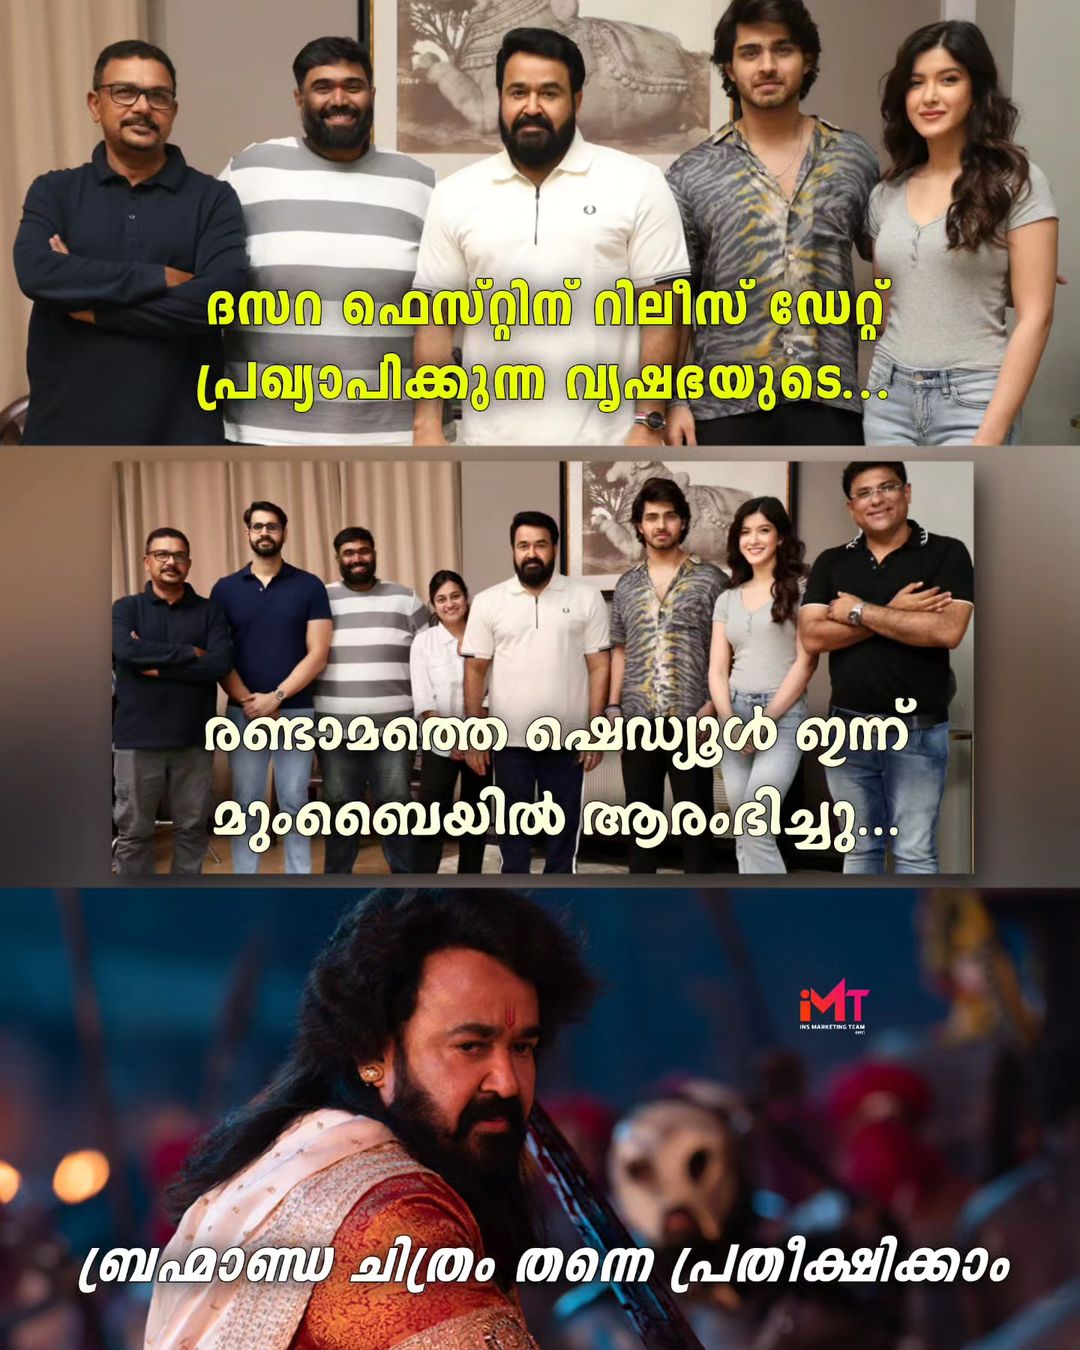 ദസറ ഫെസ്റ്റിന് റിലീസ് ഡേറ്റ്
പ്രഖ്യാപിക്കുന്ന വൃഷഭയുടെ...
രണ്ടാമത്തെ ഷെഡ്യൂൾ ഇന്ന്
മുംബൈയിൽ ആരംഭിച്ചു...
iMT
INS MARKETING TEAM
ബ്രഹ്മാണ്ഡ ചിത്രം തന്നെ പ്രതീക്ഷിക്കാം